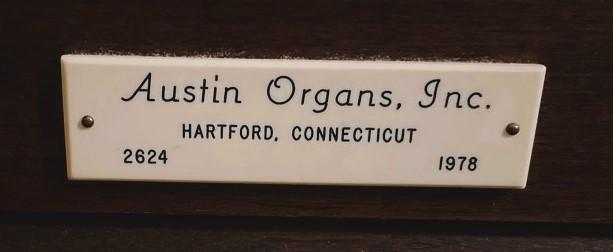 Austin Organs, Inc.
HARTFORD, CONNECTICUT
2624 1978